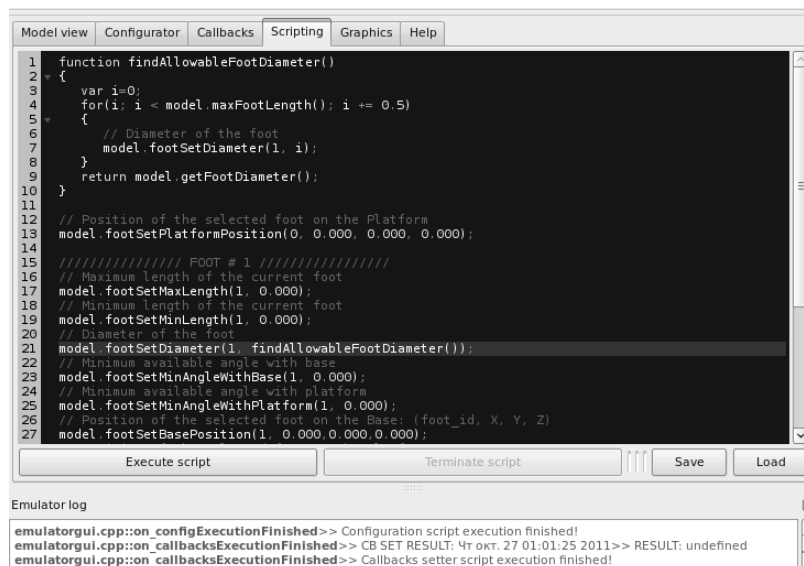 Model view Configurator Callbacks Scripting Graphics Help
1 function findAllowableFootDiameter()
2 {
3 var i=0;
4 for(i; i < model.maxFootLength(); i += 0.5)
5 {
6 // Diameter of the foot
7 model.footSetDiameter(1, i);
8 }
9 return model.getFootDiameter();
10 }
11
12 // Position of the selected foot on the Platform
13 model.footSetPlatformPosition(0, 0.000, 0.000, 0.000);
14
15 //////////////// FOOT # 1 /////////////////
16 // Maximum length of the current foot
17 model.footSetMaxLength(1, 0.000);
18 // Minimum length of the current foot
19 model.footSetMinLength(1, 0.000);
20 // Diameter of the foot
21 model.footSetDiameter(1, findAllowableFootDiameter());
22 // Minimum available angle with base
23 model.footSetMinAngleWithBase(1, 0.000);
24 // Minimum available angle with platform
25 model.footSetMinAngleWithPlatform(1, 0.000);
26 // Position of the selected foot on the Base: (foot_id, X, Y, Z)
27 model.footSetBasePosition(1, 0.000,0.000,0.000);
Execute script Terminate script Save Load
Emulator log
emulatorgui.cpp::on_configExecutionFinished>> Configuration script execution finished!
emulatorgui.cpp::on_callbacksExecutionFinished>> CB SET RESULT: Чт окт. 27 01:01:25 2011>> RESULT: undefined
emulatorgui.cpp::on_callbacksExecutionFinished>> Callbacks setter script execution finished!